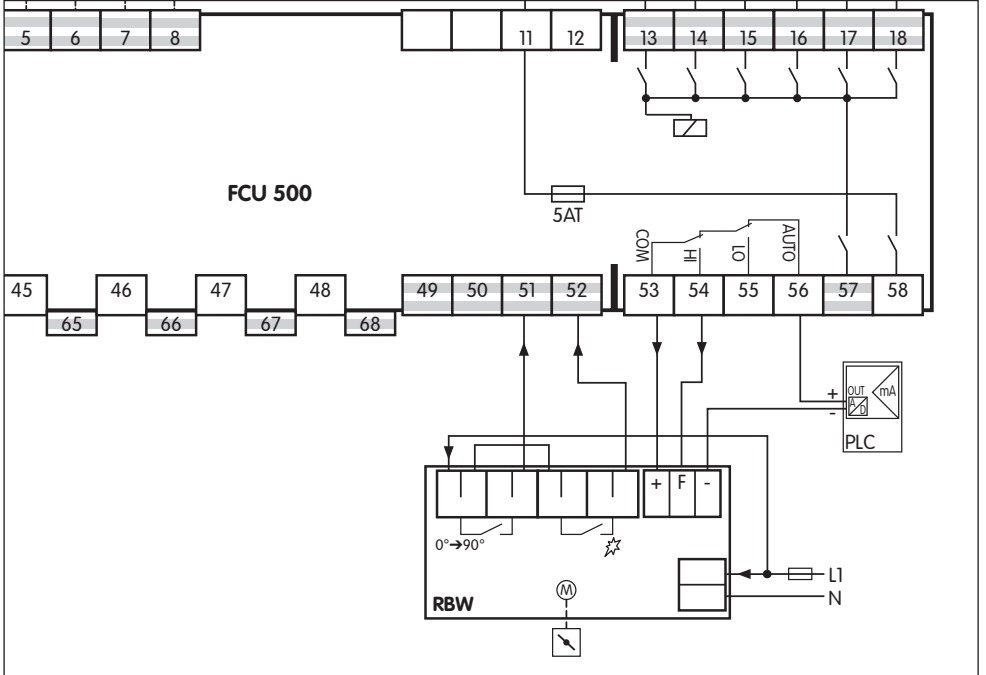 5 6 7 8 11 12 13 14 15 16 17 18
FCU 500
5AT
COM HI LO AUTO
45 46 47 48 49 50 51 52 53 54 55 56 57 58
65 66 67 68
+ OUT mA
A/D
-
PLC
+ F -
0°➔90°
L1
M
RBW
N